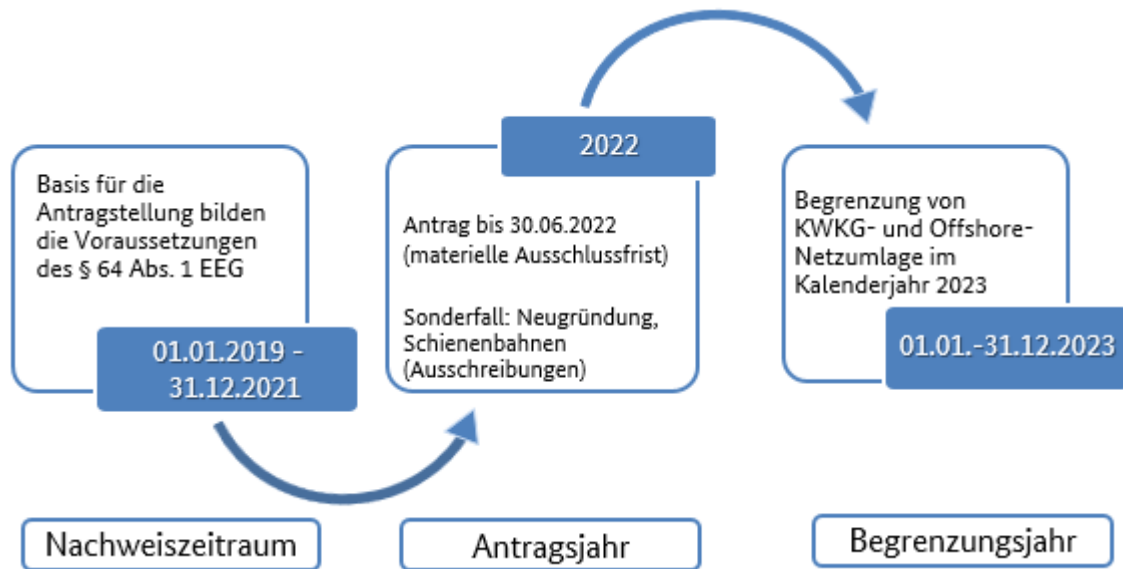 Basis für die
Antragstellung bilden
die Voraussetzungen
des § 64 Abs. 1 EEG
01.01.2019 –
31.12.2021
Nachweiszeitraum
2022
Antrag bis 30.06.2022
(materielle Ausschlussfrist)
Sonderfall: Neugründung,
Schienenbahnen
(Ausschreibungen)
Antragsjahr
Begrenzung von
KWKG- und Offshore-
Netzumlage im
Kalenderjahr 2023
01.01.-31.12.2023
Begrenzungsjahr